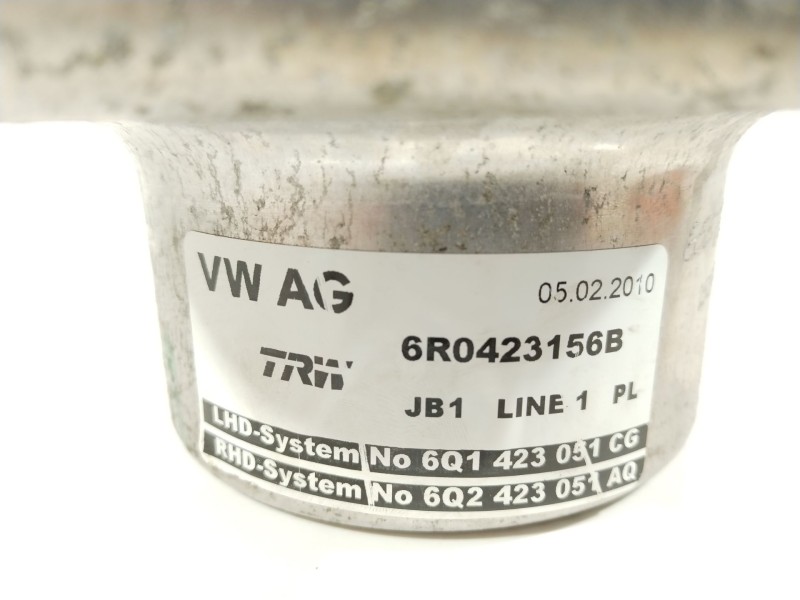 VW AG 05.02.2010
TRW 6R0423156B
JB1 LINE 1 PL
LHD-System No 6Q1 423 051 CG
RHD-System No 6Q2 423 051 AQ